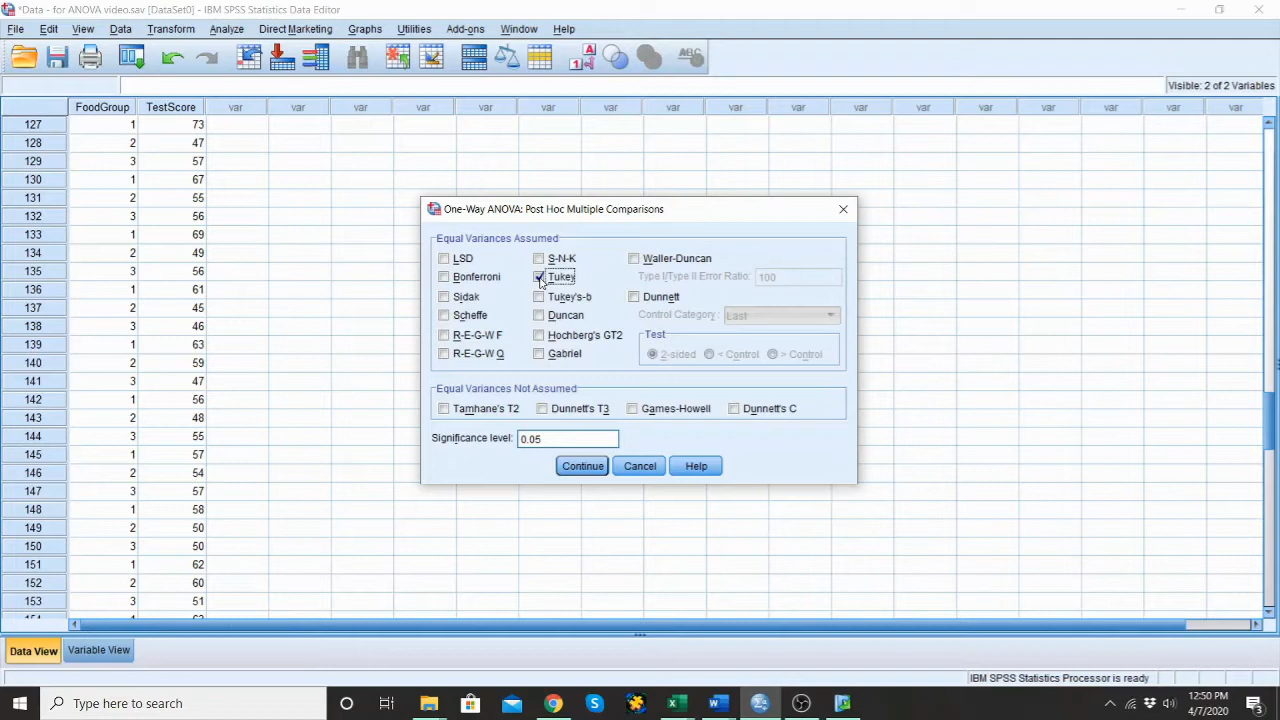 *Data - for ANOVA video.sav [DataSet0] - IBM SPSS Statistics Data Editor
File Edit View Data Transform Analyze Direct Marketing Graphs Utilities Add-ons Window Help
Visible: 2 of 2 Variables
FoodGroup TestScore var var var var var var var var var var var var var var var var var
127 1 73
128 2 47
129 3 57
130 1 67
131 2 55
132 3 56
133 1 69
134 2 49
135 3 56
136 1 61
137 2 45
138 3 46
139 1 63
140 2 59
141 3 47
142 1 56
143 2 48
144 3 55
145 1 57
146 2 54
147 3 57
148 1 58
149 2 50
150 3 50
151 1 62
152 2 60
153 3 51
One-Way ANOVA: Post Hoc Multiple Comparisons
Equal Variances Assumed
LSD S-N-K Waller-Duncan
Bonferroni Tukey Type I/Type II Error Ratio: 100
Sidak Tukey's-b Dunnett
Scheffe Duncan Control Category : Last
R-E-G-W F Hochberg's GT2 Test
R-E-G-W Q Gabriel 2-sided < Control > Control
Equal Variances Not Assumed
Tamhane's T2 Dunnett's T3 Games-Howell Dunnett's C
Significance level: 0.05
Continue Cancel Help
Data View Variable View
IBM SPSS Statistics Processor is ready
Type here to search
12:50 PM
4/7/2020
3